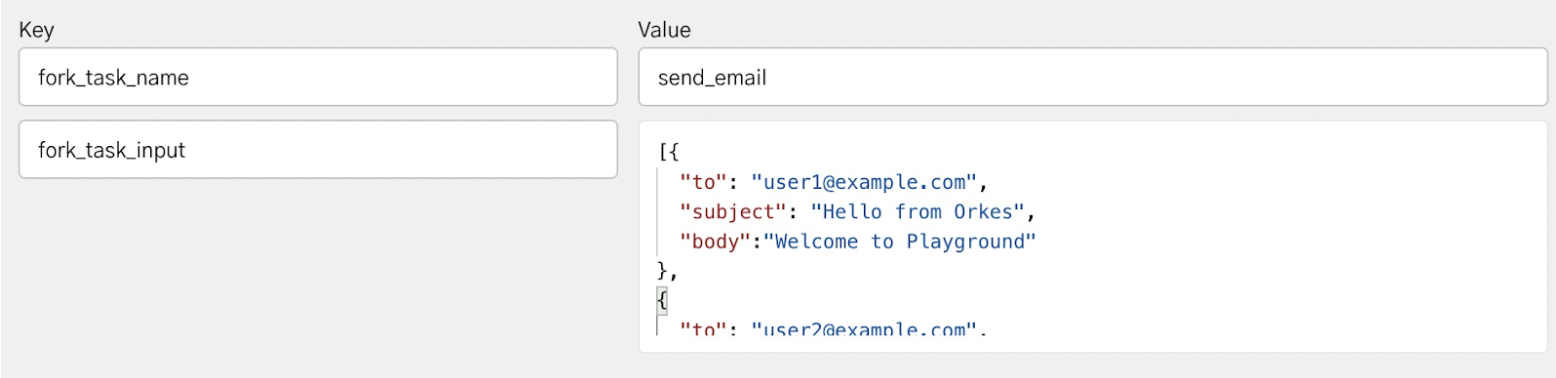 Key
Value
fork_task_name
send_email
fork_task_input
[{
"to": "user1@example.com",
"subject": "Hello from Orkes",
"body":"Welcome to Playground"
},
{
"to": "user2@example.com",